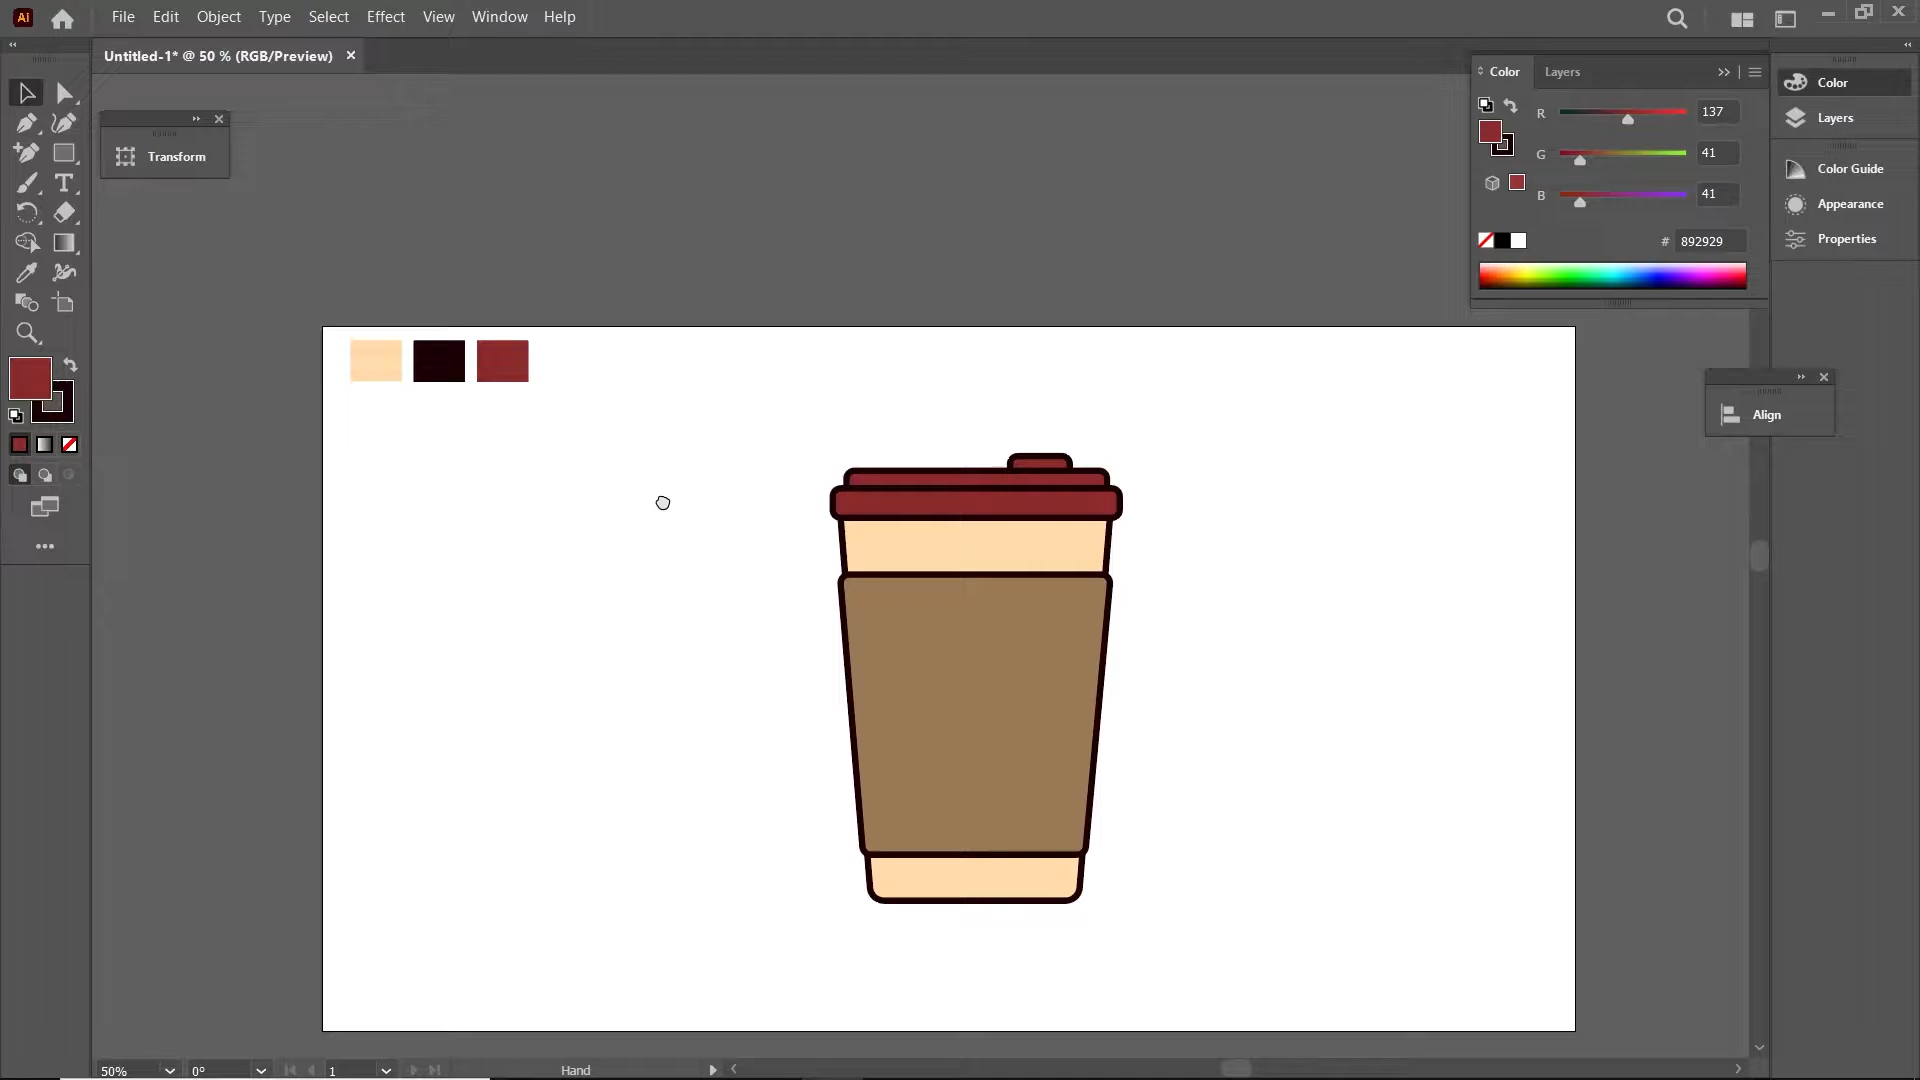 Ai File Edit Object Type Select Effect View Window Help
Untitled-1* @ 50 % (RGB/Preview)
Color Layers
Color
R 137
Layers
Transform
G 41
Color Guide
B 41
Appearance
# 892929
Properties
Align
50% 0° 1 Hand